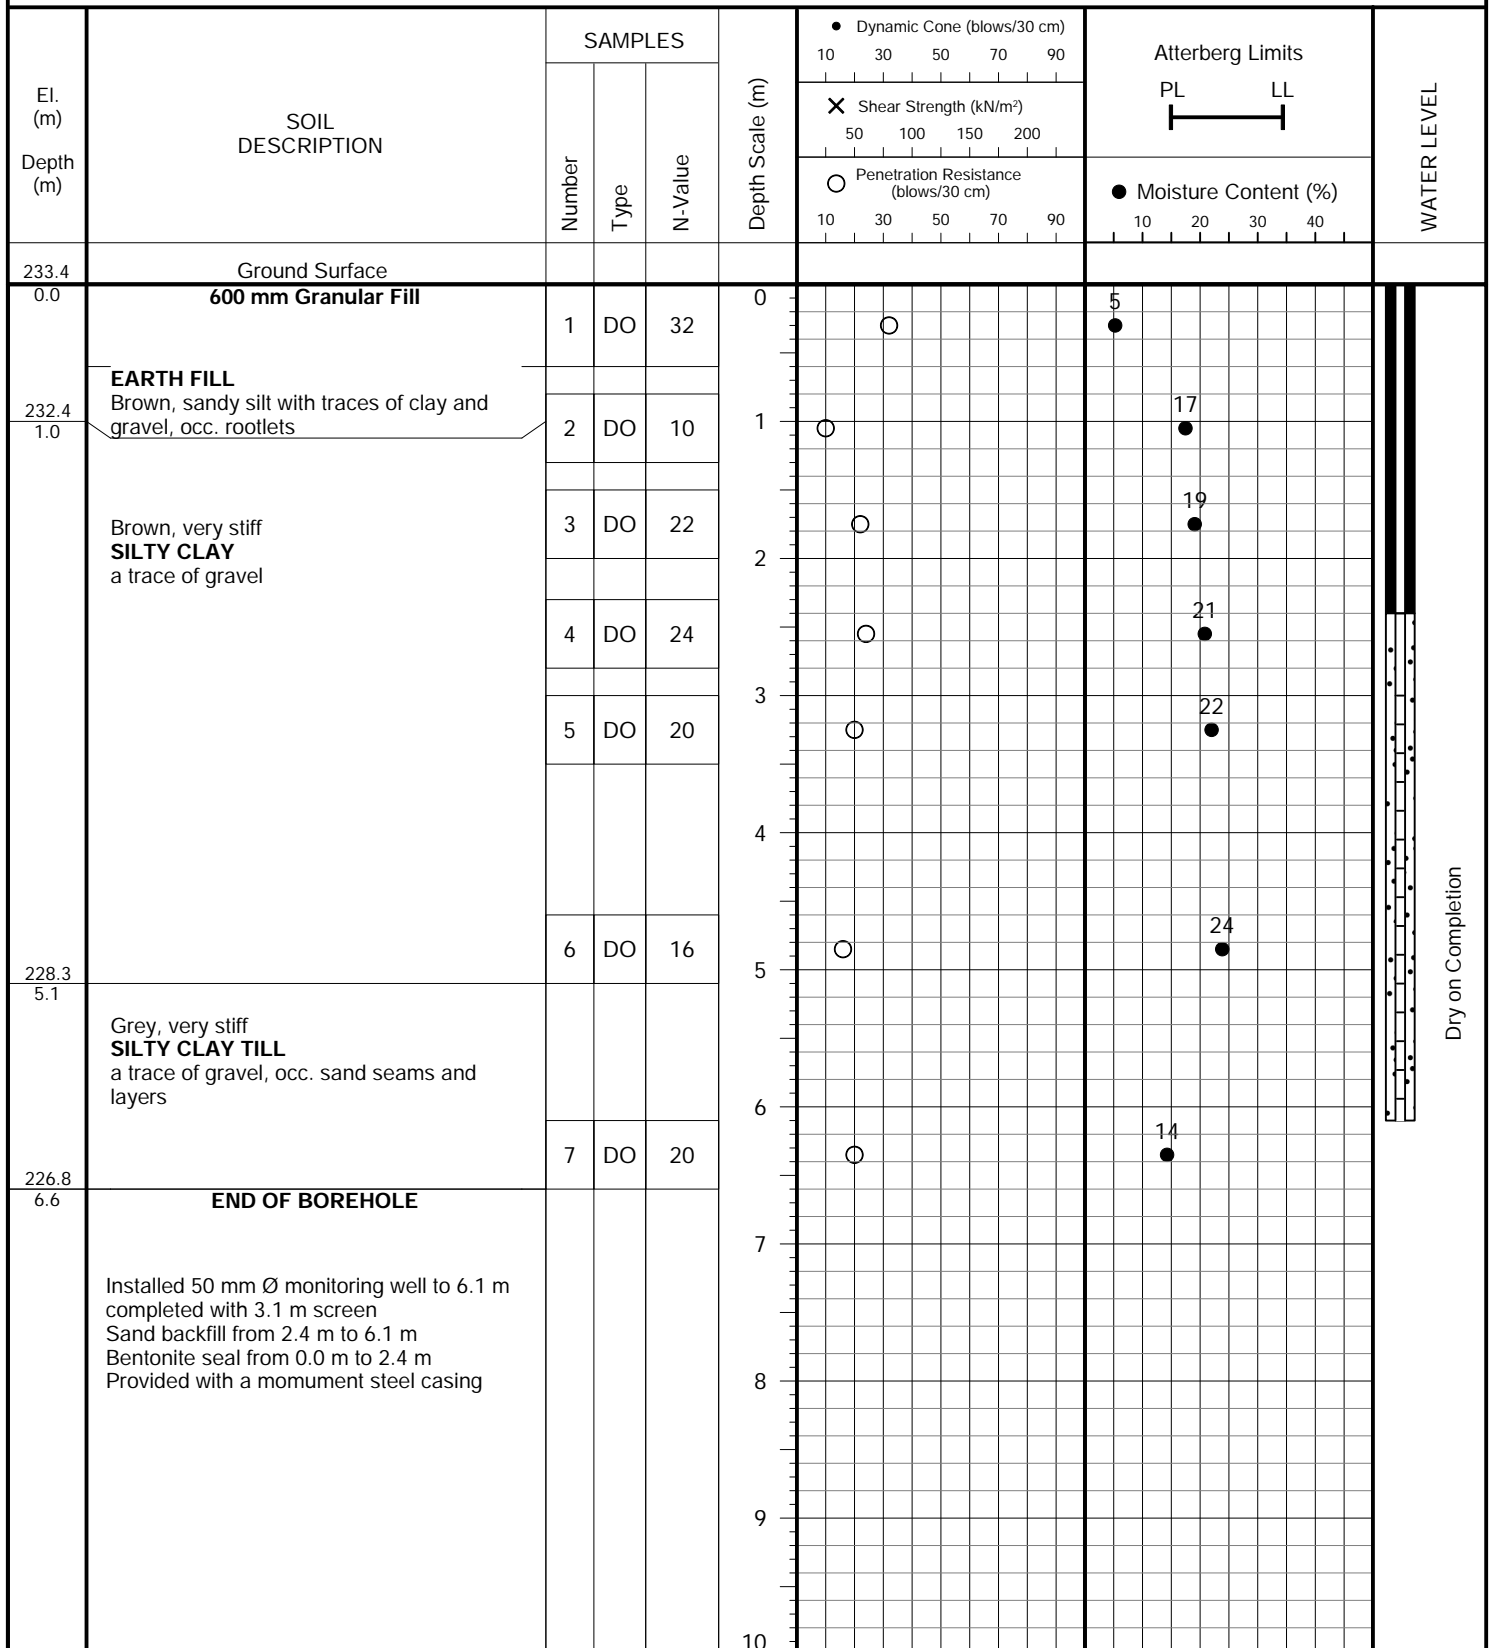 El.
(m)
Depth
(m)
SOIL
DESCRIPTION
SAMPLES
Number
Type
N-Value
Depth Scale (m)
Dynamic Cone (blows/30 cm)
10 30 50 70 90
Shear Strength (kN/m²)
50 100 150 200
Penetration Resistance
(blows/30 cm)
10 30 50 70 90
Atterberg Limits
PL LL
Moisture Content (%)
10 20 30 40
WATER LEVEL
233.4 Ground Surface
0.0 600 mm Granular Fill 0
1 DO 32 5
EARTH FILL
Brown, sandy silt with traces of clay and
gravel, occ. rootlets
232.4
1.0
1
2 DO 10 17
Brown, very stiff
SILTY CLAY
a trace of gravel
3 DO 22 19
2
4 DO 24 21
3
5 DO 20 22
4
6 DO 16 24
228.3
5.1
5
Grey, very stiff
SILTY CLAY TILL
a trace of gravel, occ. sand seams and
layers
6
7 DO 20 14
Dry on Completion
226.8
6.6
END OF BOREHOLE
7
Installed 50 mm Ø monitoring well to 6.1 m
completed with 3.1 m screen
Sand backfill from 2.4 m to 6.1 m
Bentonite seal from 0.0 m to 2.4 m
Provided with a momument steel casing
8
9
10